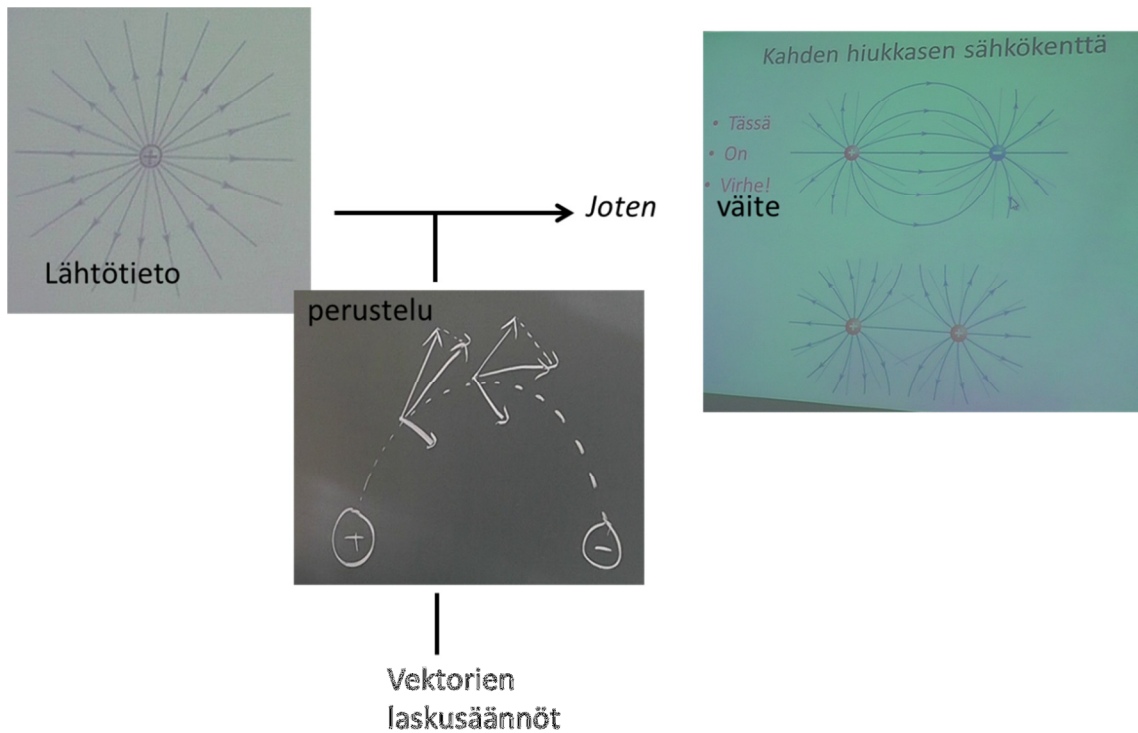 Lähtötieto
Joten
perustelu
+
-
Vektorien
laskusäännöt
Kahden hiukkasen sähkökenttä
• Tässä
• On
• Virhe!
väite